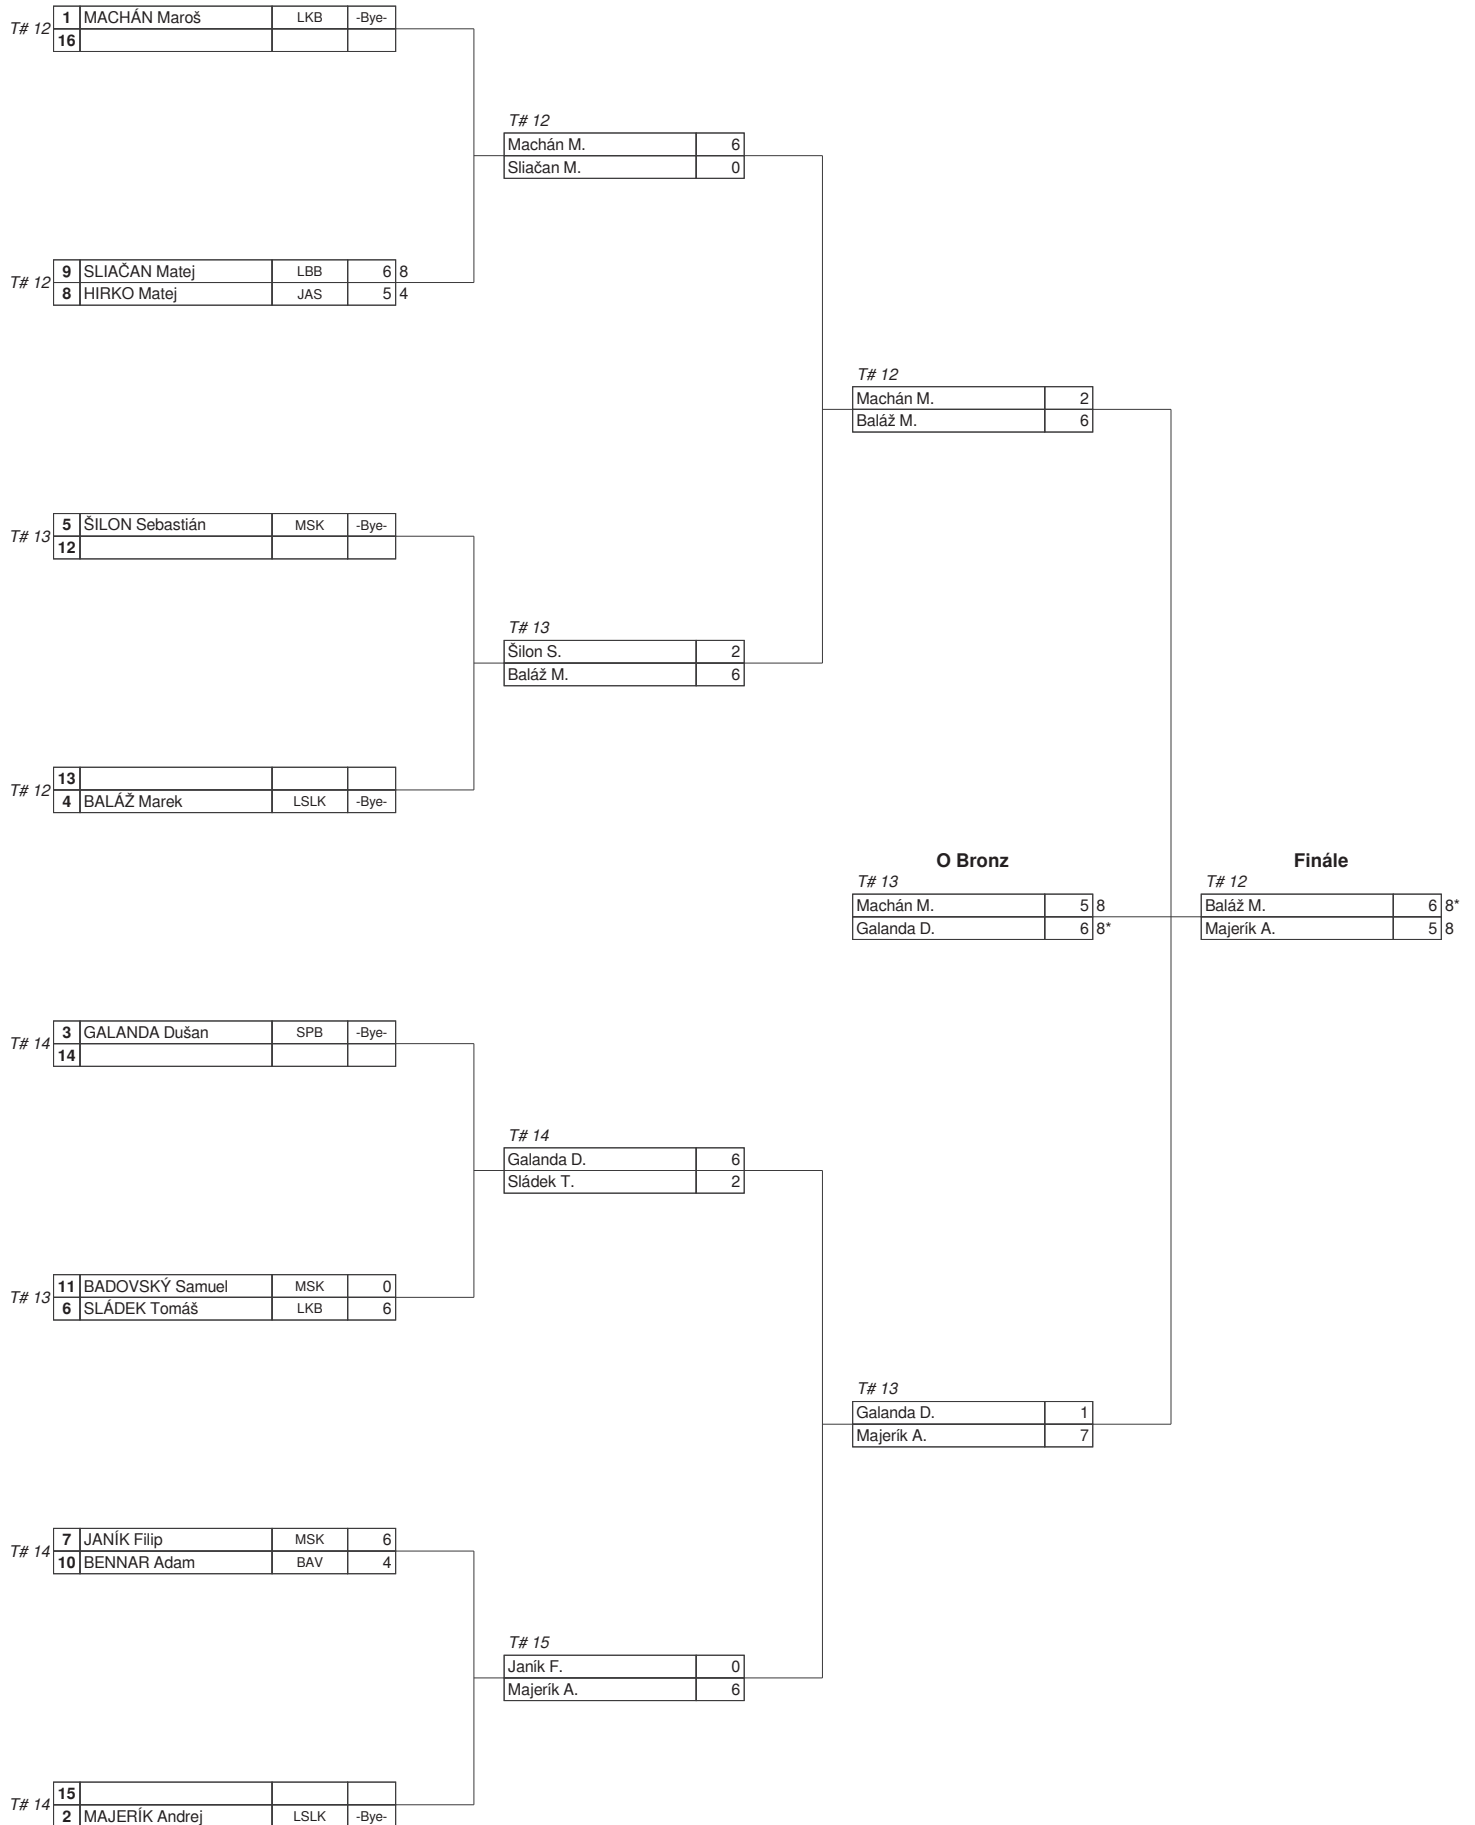 T# 12
1 MACHÁN Maroš LKB -Bye-
16
T# 12
Machán M. 6
Sliačan M. 0
T# 12
9 SLIAČAN Matej LBB 6 8
8 HIRKO Matej JAS 5 4
T# 12
Machán M. 2
Baláž M. 6
T# 13
5 ŠILON Sebastián MSK -Bye-
12
T# 13
Šilon S. 2
Baláž M. 6
T# 12
13
4 BALÁŽ Marek LSLK -Bye-
O Bronz
T# 13
Machán M. 5 8
Galanda D. 6 8*
Finále
T# 12
Baláž M. 6 8*
Majerík A. 5 8
T# 14
3 GALANDA Dušan SPB -Bye-
14
T# 14
Galanda D. 6
Sládek T. 2
T# 13
11 BADOVSKÝ Samuel MSK 0
6 SLÁDEK Tomáš LKB 6
T# 13
Galanda D. 1
Majerík A. 7
T# 14
7 JANÍK Filip MSK 6
10 BENNAR Adam BAV 4
T# 15
Janík F. 0
Majerík A. 6
T# 14
15
2 MAJERÍK Andrej LSLK -Bye-